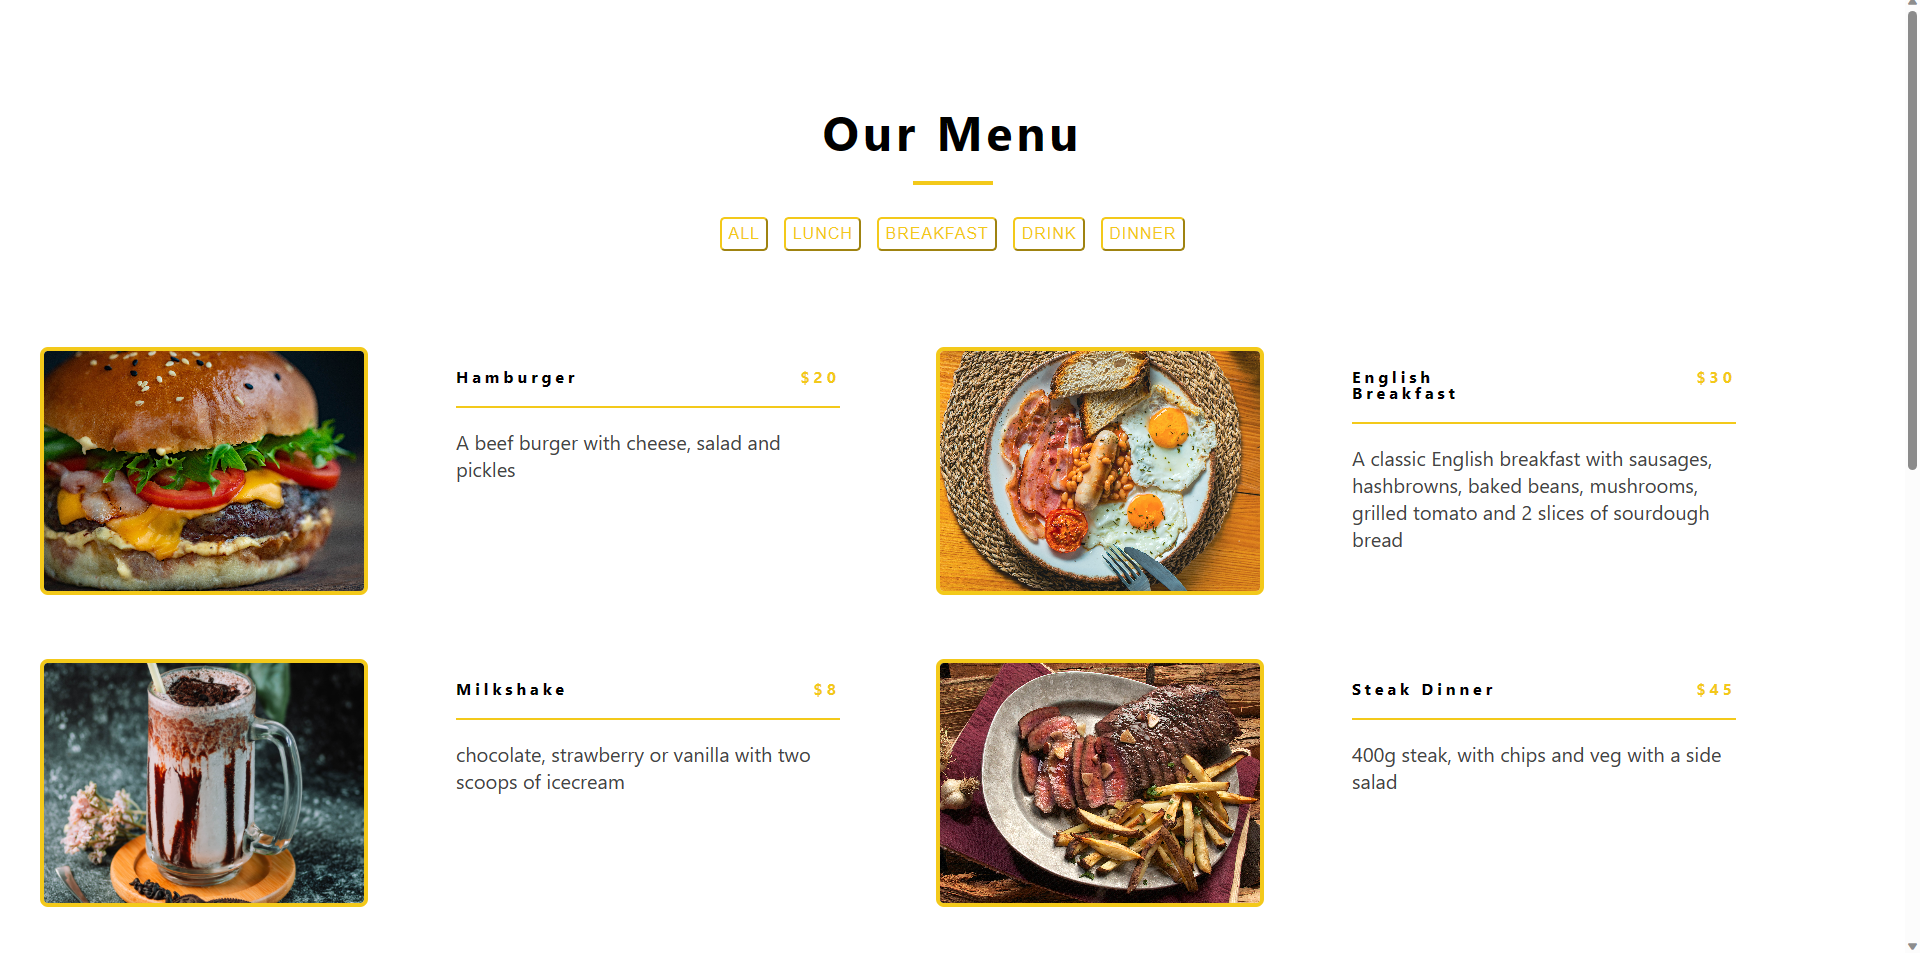 Our Menu
ALL LUNCH BREAKFAST DRINK DINNER
Hamburger $20
A beef burger with cheese, salad and
pickles
English
Breakfast $30
A classic English breakfast with sausages,
hashbrowns, baked beans, mushrooms,
grilled tomato and 2 slices of sourdough
bread
Milkshake $8
chocolate, strawberry or vanilla with two
scoops of icecream
Steak Dinner $45
400g steak, with chips and veg with a side
salad